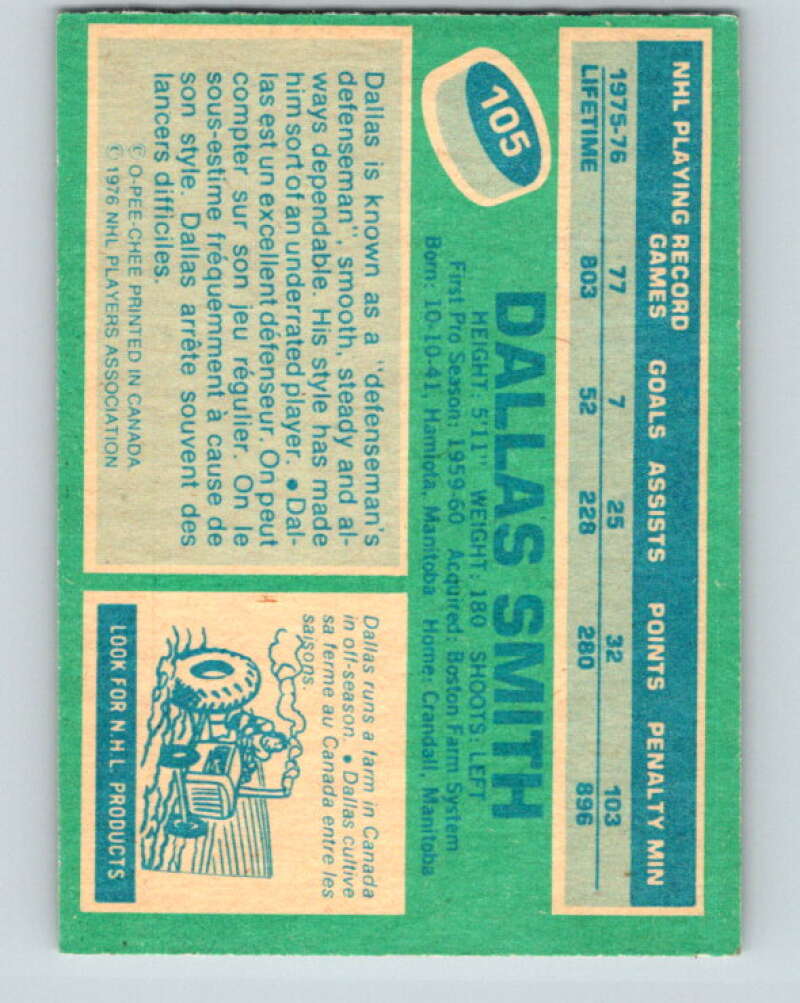 NHL PLAYING RECORD
GAMES GOALS ASSISTS POINTS PENALTY MIN
1975-76 77 7 25 32 103
LIFETIME 803 52 228 280 896
105
DALLAS SMITH
HEIGHT: 5'11" WEIGHT: 180 SHOOTS: LEFT
First Pro Season: 1959-60 Acquired: Boston Farm System
Born: 10-10-41, Hamiota, Manitoba Home: Crandall, Manitoba
Dallas is known as a "defenseman's
defenseman", smooth, steady and al-
ways dependable. His style has made
him sort of an underrated player. • Dal-
las est un excellent défenseur. On peut
compter sur son jeu régulier. On le
sous-estime fréquemment à cause de
son style. Dallas arrête souvent des
lancers difficiles.
© O-PEE-CHEE PRINTED IN CANADA
© 1976 NHL PLAYERS ASSOCIATION
Dallas runs a farm in Canada
in off-season. • Dallas cultive
sa ferme au Canada entre les
saisons.
LOOK FOR N.H.L. PRODUCTS